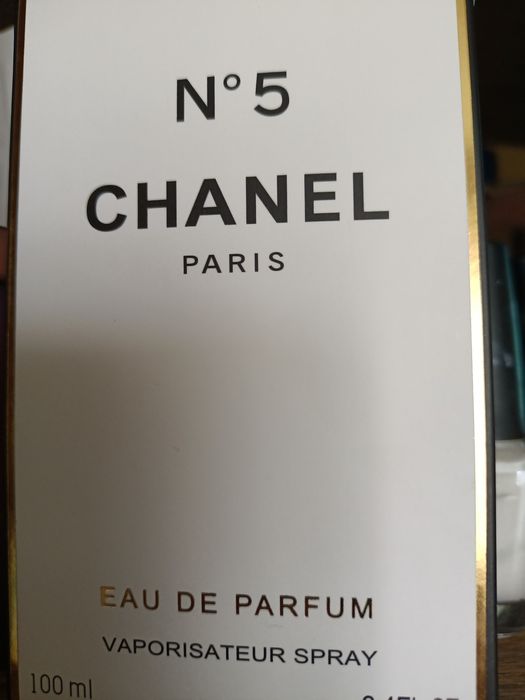 N°5
CHANEL
PARIS
EAU DE PARFUM
VAPORISATEUR SPRAY
100 ml